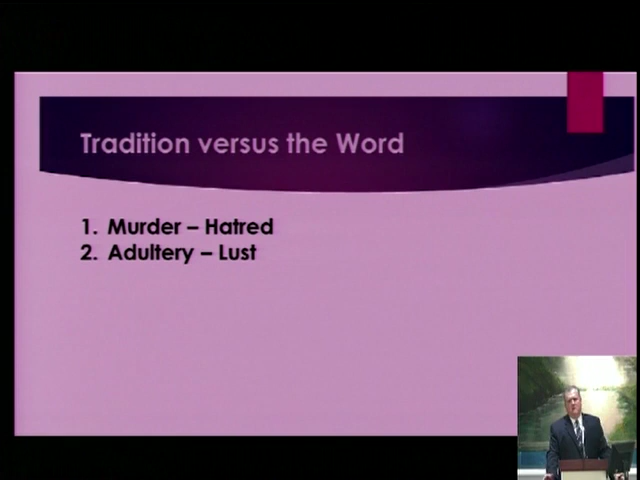 Tradition versus the Word
1. Murder – Hatred
2. Adultery – Lust